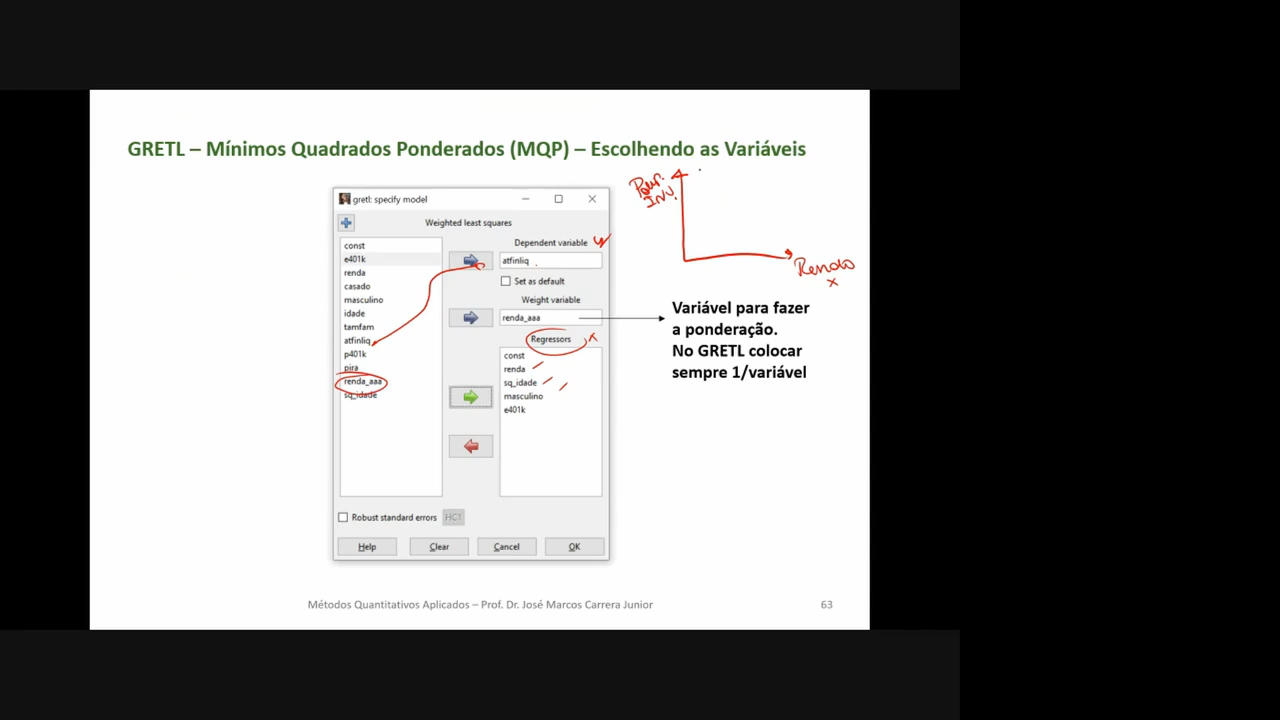 GRETL – Mínimos Quadrados Ponderados (MQP) – Escolhendo as Variáveis
gretl: specify model
Weighted least squares
const
e401k
renda
casado
masculino
idade
tamfam
atfinliq
p401k
pira
renda_aaa
sq_idade
Dependent variable
y
atfinliq
Set as default
Weight variable
renda_aaa
Regressors
x
const
renda
sq_idade
masculino
e401k
Robust standard errors
HC1
Help
Clear
Cancel
OK
Poup.
INV.
Renda
x
Variável para fazer
a ponderação.
No GRETL colocar
sempre 1/variável
Métodos Quantitativos Aplicados – Prof. Dr. José Marcos Carrera Junior
63